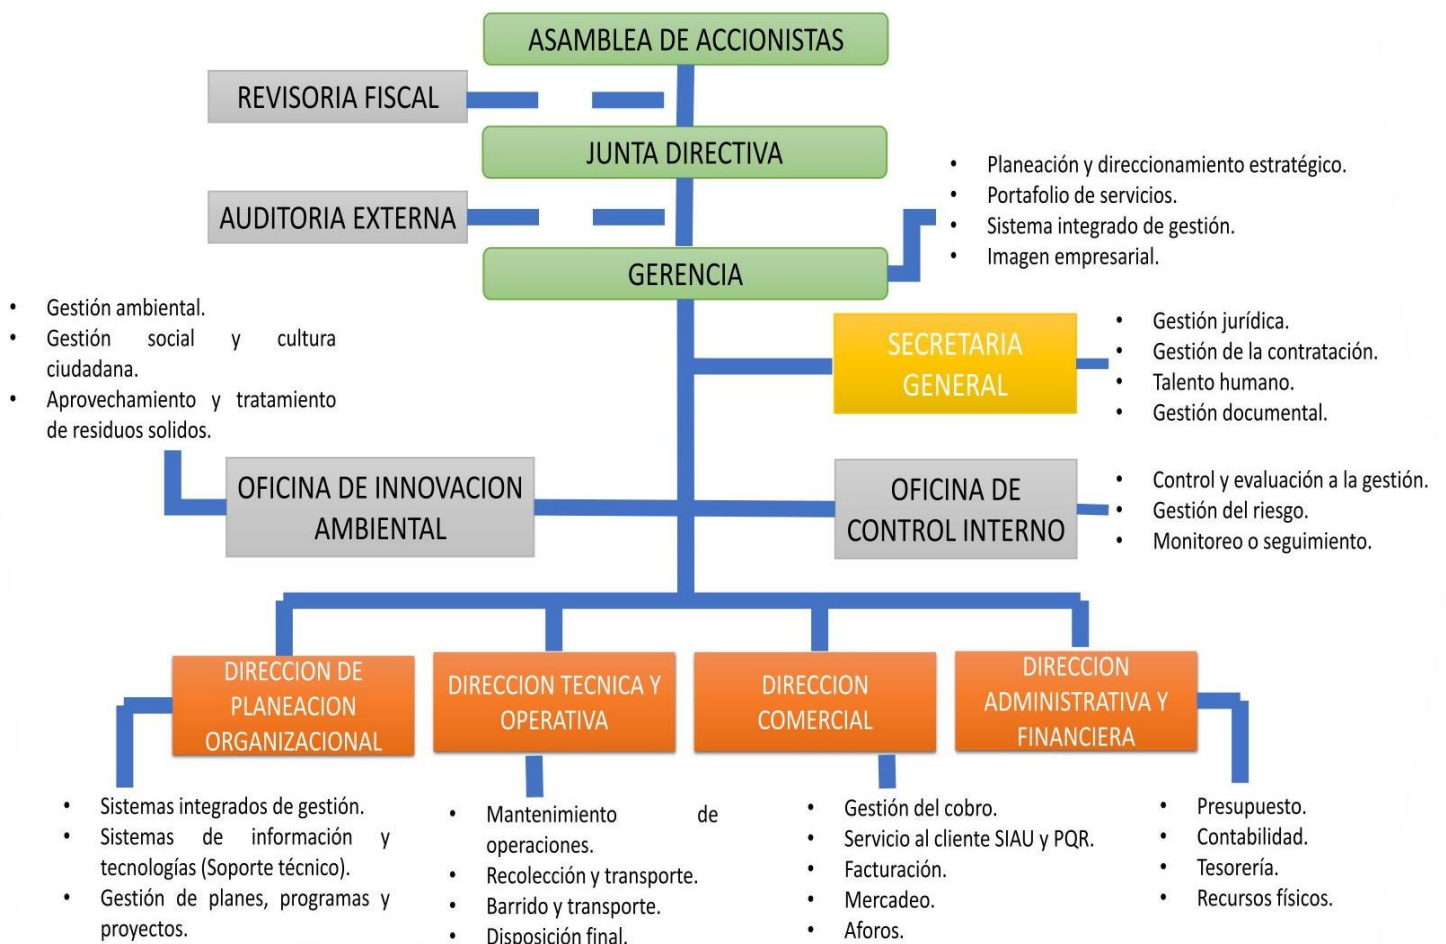 ASAMBLEA DE ACCIONISTAS
REVISORIA FISCAL
JUNTA DIRECTIVA
• Planeación y direccionamiento estratégico.
• Portafolio de servicios.
• Sistema integrado de gestión.
• Imagen empresarial.
AUDITORIA EXTERNA
GERENCIA
• Gestión ambiental.
• Gestión social y cultura
ciudadana.
• Aprovechamiento y tratamiento
de residuos solidos.
SECRETARIA
GENERAL
• Gestión jurídica.
• Gestión de la contratación.
• Talento humano.
• Gestión documental.
OFICINA DE INNOVACION
AMBIENTAL
OFICINA DE
CONTROL INTERNO
• Control y evaluación a la gestión.
• Gestión del riesgo.
• Monitoreo o seguimiento.
DIRECCION DE
PLANEACION
ORGANIZACIONAL
DIRECCION TECNICA Y
OPERATIVA
DIRECCION
COMERCIAL
DIRECCION
ADMINISTRATIVA Y
FINANCIERA
• Sistemas integrados de gestión.
• Sistemas de información y
tecnologías (Soporte técnico).
• Gestión de planes, programas y
proyectos.
• Mantenimiento de
operaciones.
• Recolección y transporte.
• Barrido y transporte.
• Disposición final.
• Gestión del cobro.
• Servicio al cliente SIAU y PQR.
• Facturación.
• Mercadeo.
• Aforos.
• Presupuesto.
• Contabilidad.
• Tesorería.
• Recursos físicos.